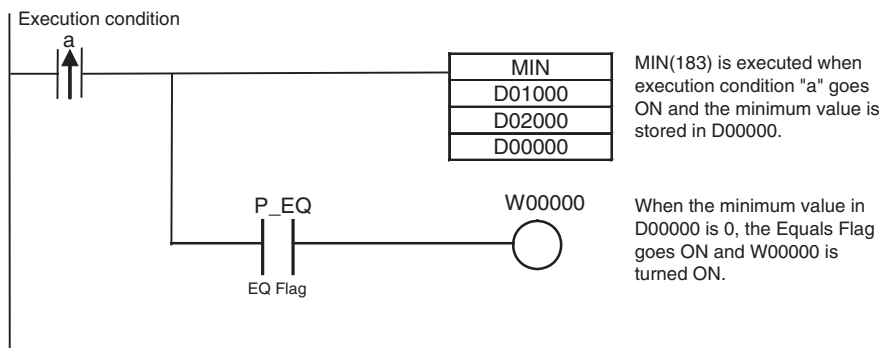 Execution condition
a
MIN
D01000
D02000
D00000
MIN(183) is executed when
execution condition "a" goes
ON and the minimum value is
stored in D00000.
P_EQ
EQ Flag
W00000
When the minimum value in
D00000 is 0, the Equals Flag
goes ON and W00000 is
turned ON.